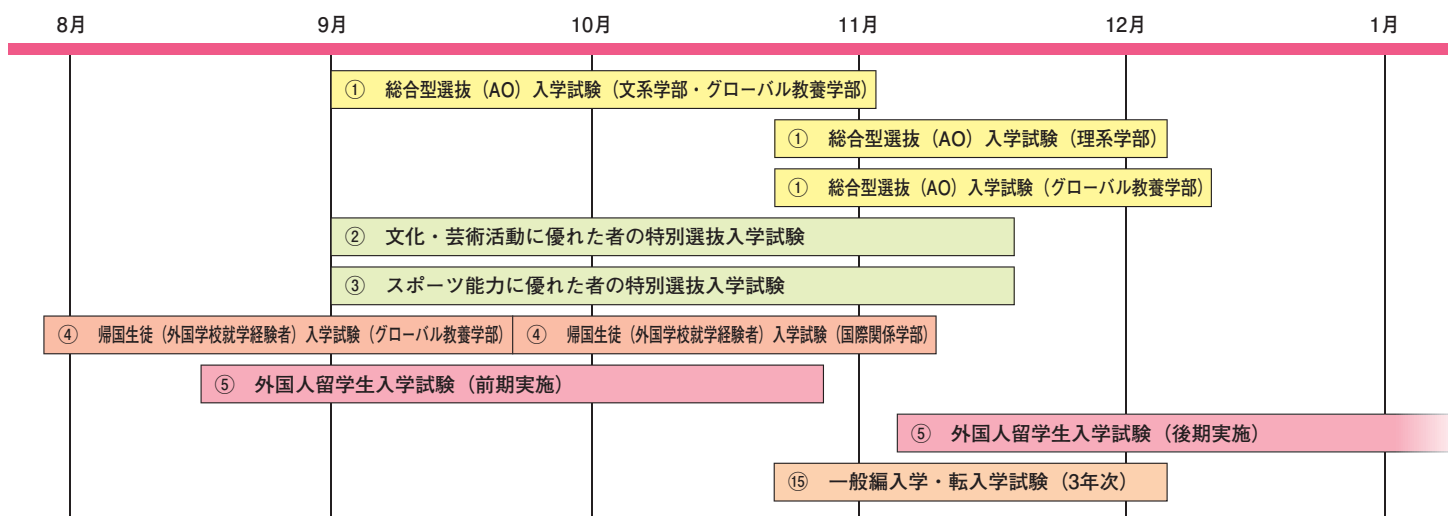 8月 9月 10月 11月 12月 1月
① 総合型選抜（AO）入学試験（文系学部・グローバル教養学部）
① 総合型選抜（AO）入学試験（理系学部）
① 総合型選抜（AO）入学試験（グローバル教養学部）
② 文化・芸術活動に優れた者の特別選抜入学試験
③ スポーツ能力に優れた者の特別選抜入学試験
④ 帰国生徒（外国学校就学経験者）入学試験（グローバル教養学部） ④ 帰国生徒（外国学校就学経験者）入学試験（国際関係学部）
⑤ 外国人留学生入学試験（前期実施）
⑤ 外国人留学生入学試験（後期実施）
⑮ 一般編入学・転入学試験（3年次）